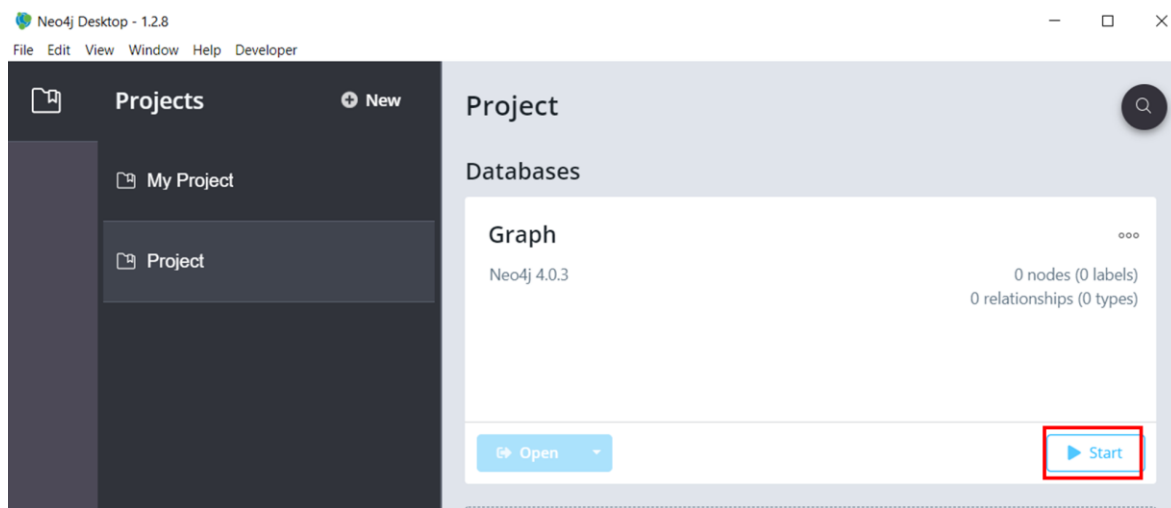 Neo4j Desktop - 1.2.8
File Edit View Window Help Developer
Projects
New
My Project
Project
Project
Databases
Graph
Neo4j 4.0.3
0 nodes (0 labels)
0 relationships (0 types)
Open
Start